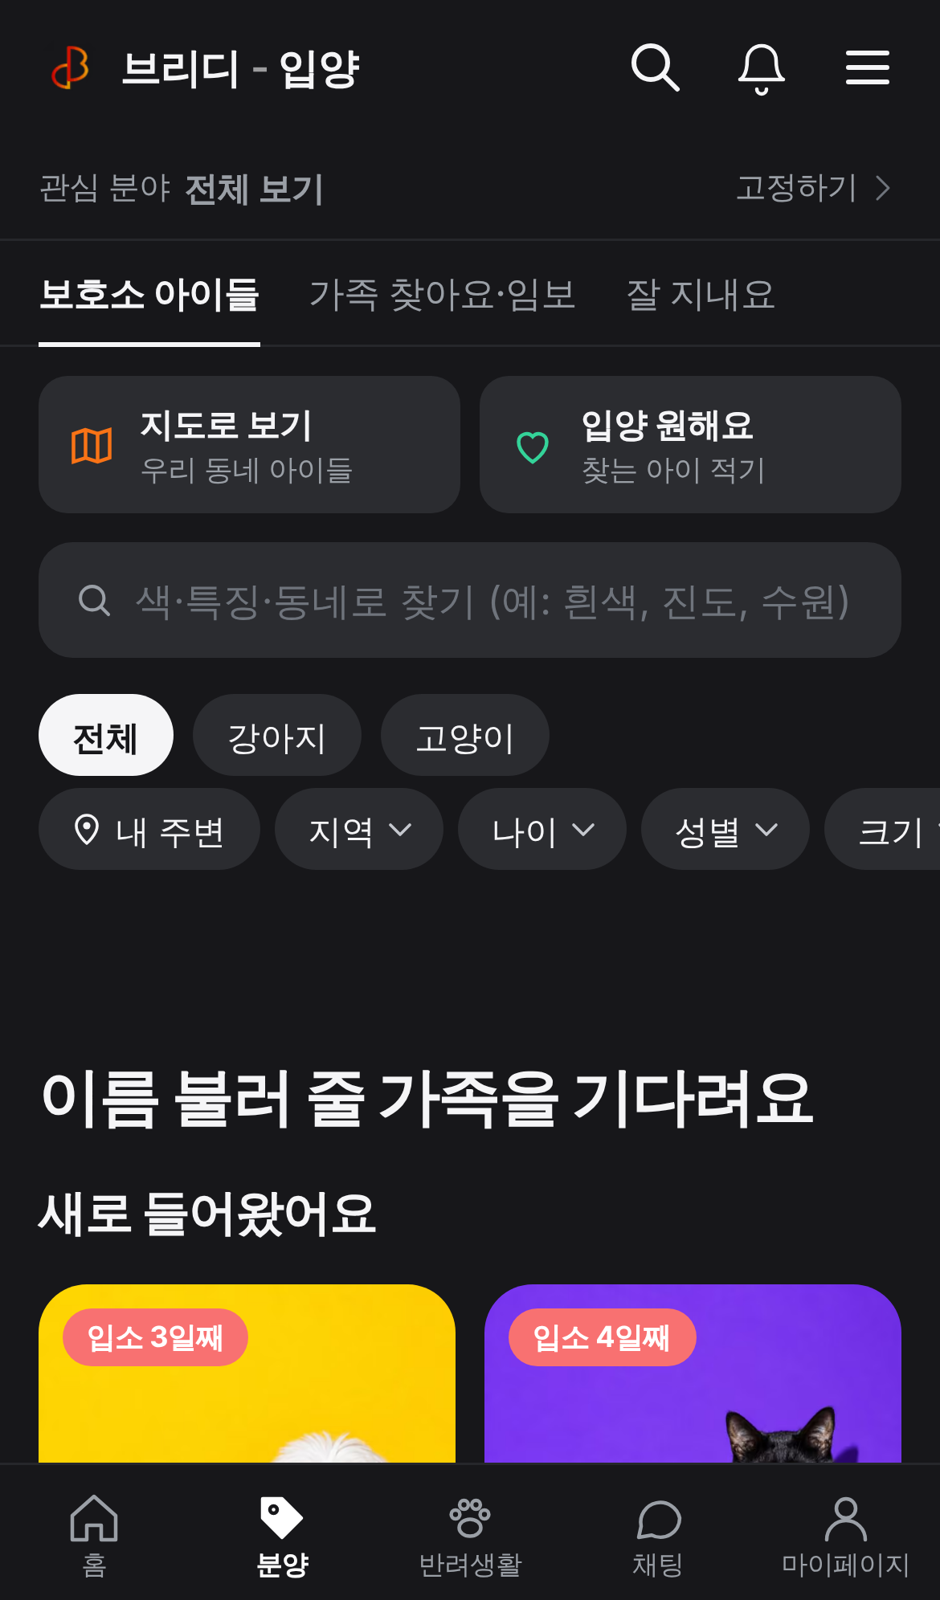 브리디 - 입양
관심 분야 전체 보기 고정하기
보호소 아이들 가족 찾아요·임보 잘 지내요
지도로 보기
우리 동네 아이들
입양 원해요
찾는 아이 적기
색·특징·동네로 찾기 (예: 흰색, 진도, 수원)
전체 강아지 고양이
내 주변 지역 나이 성별 크기
이름 불러 줄 가족을 기다려요
새로 들어왔어요
입소 3일째 입소 4일째
홈 분양 반려생활 채팅 마이페이지